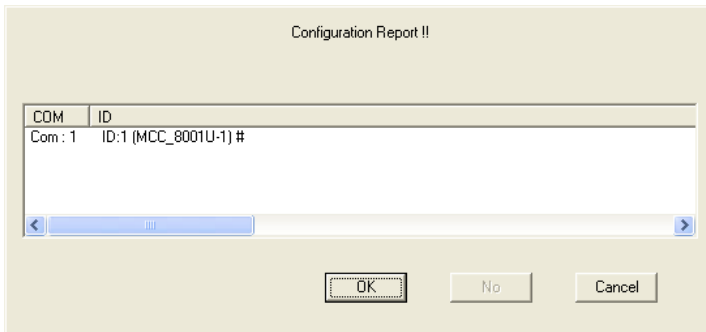 Configuration Report !!
COM ID
Com : 1 ID:1 (MCC_8001U-1) #
OK No Cancel